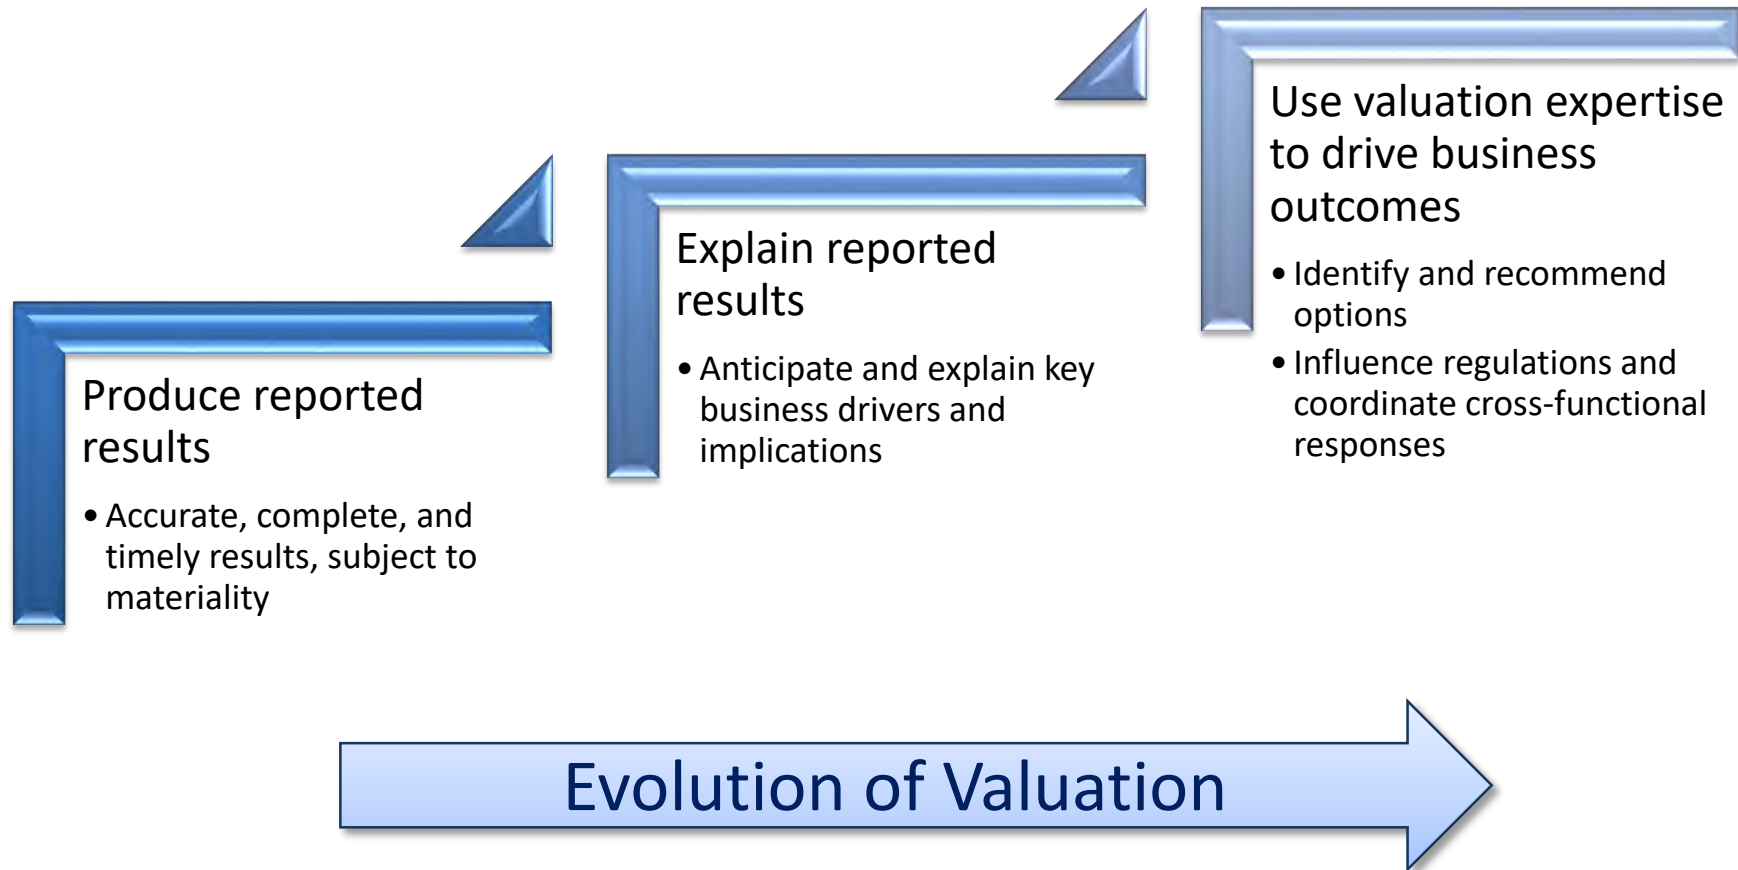 Produce reported
results
• Accurate, complete, and
timely results, subject to
materiality
Explain reported
results
• Anticipate and explain key
business drivers and
implications
Use valuation expertise
to drive business
outcomes
• Identify and recommend
options
• Influence regulations and
coordinate cross-functional
responses
Evolution of Valuation